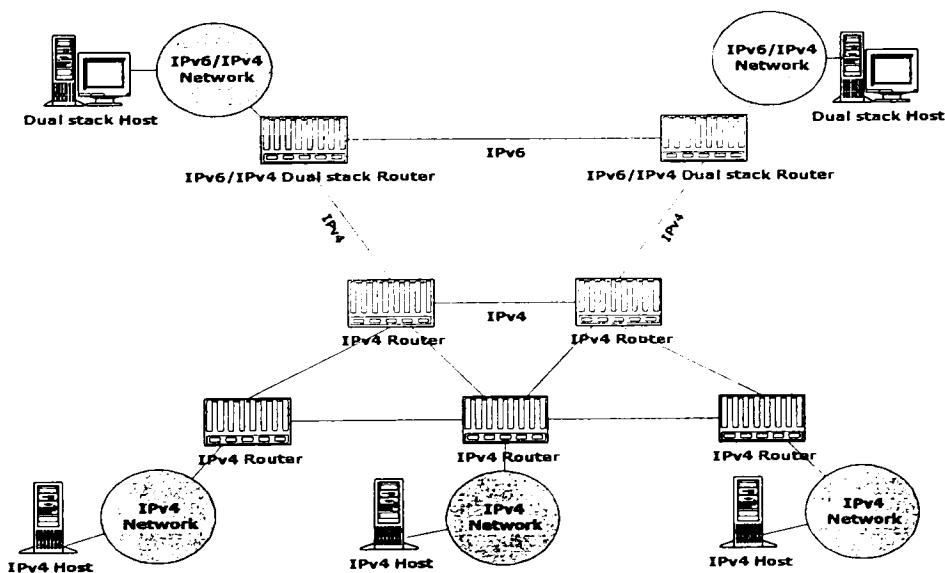 IPv6/IPv4
Network
IPv6/IPv4
Network
Dual stack Host
Dual stack Host
IPv6
IPv6/IPv4 Dual stack Router
IPv6/IPv4 Dual stack Router
IPv4
IPv4
IPv4
IPv4 Router
IPv4 Router
IPv4 Router
IPv4 Router
IPv4 Router
IPv4
Network
IPv4
Network
IPv4
Network
IPv4 Host
IPv4 Host
IPv4 Host